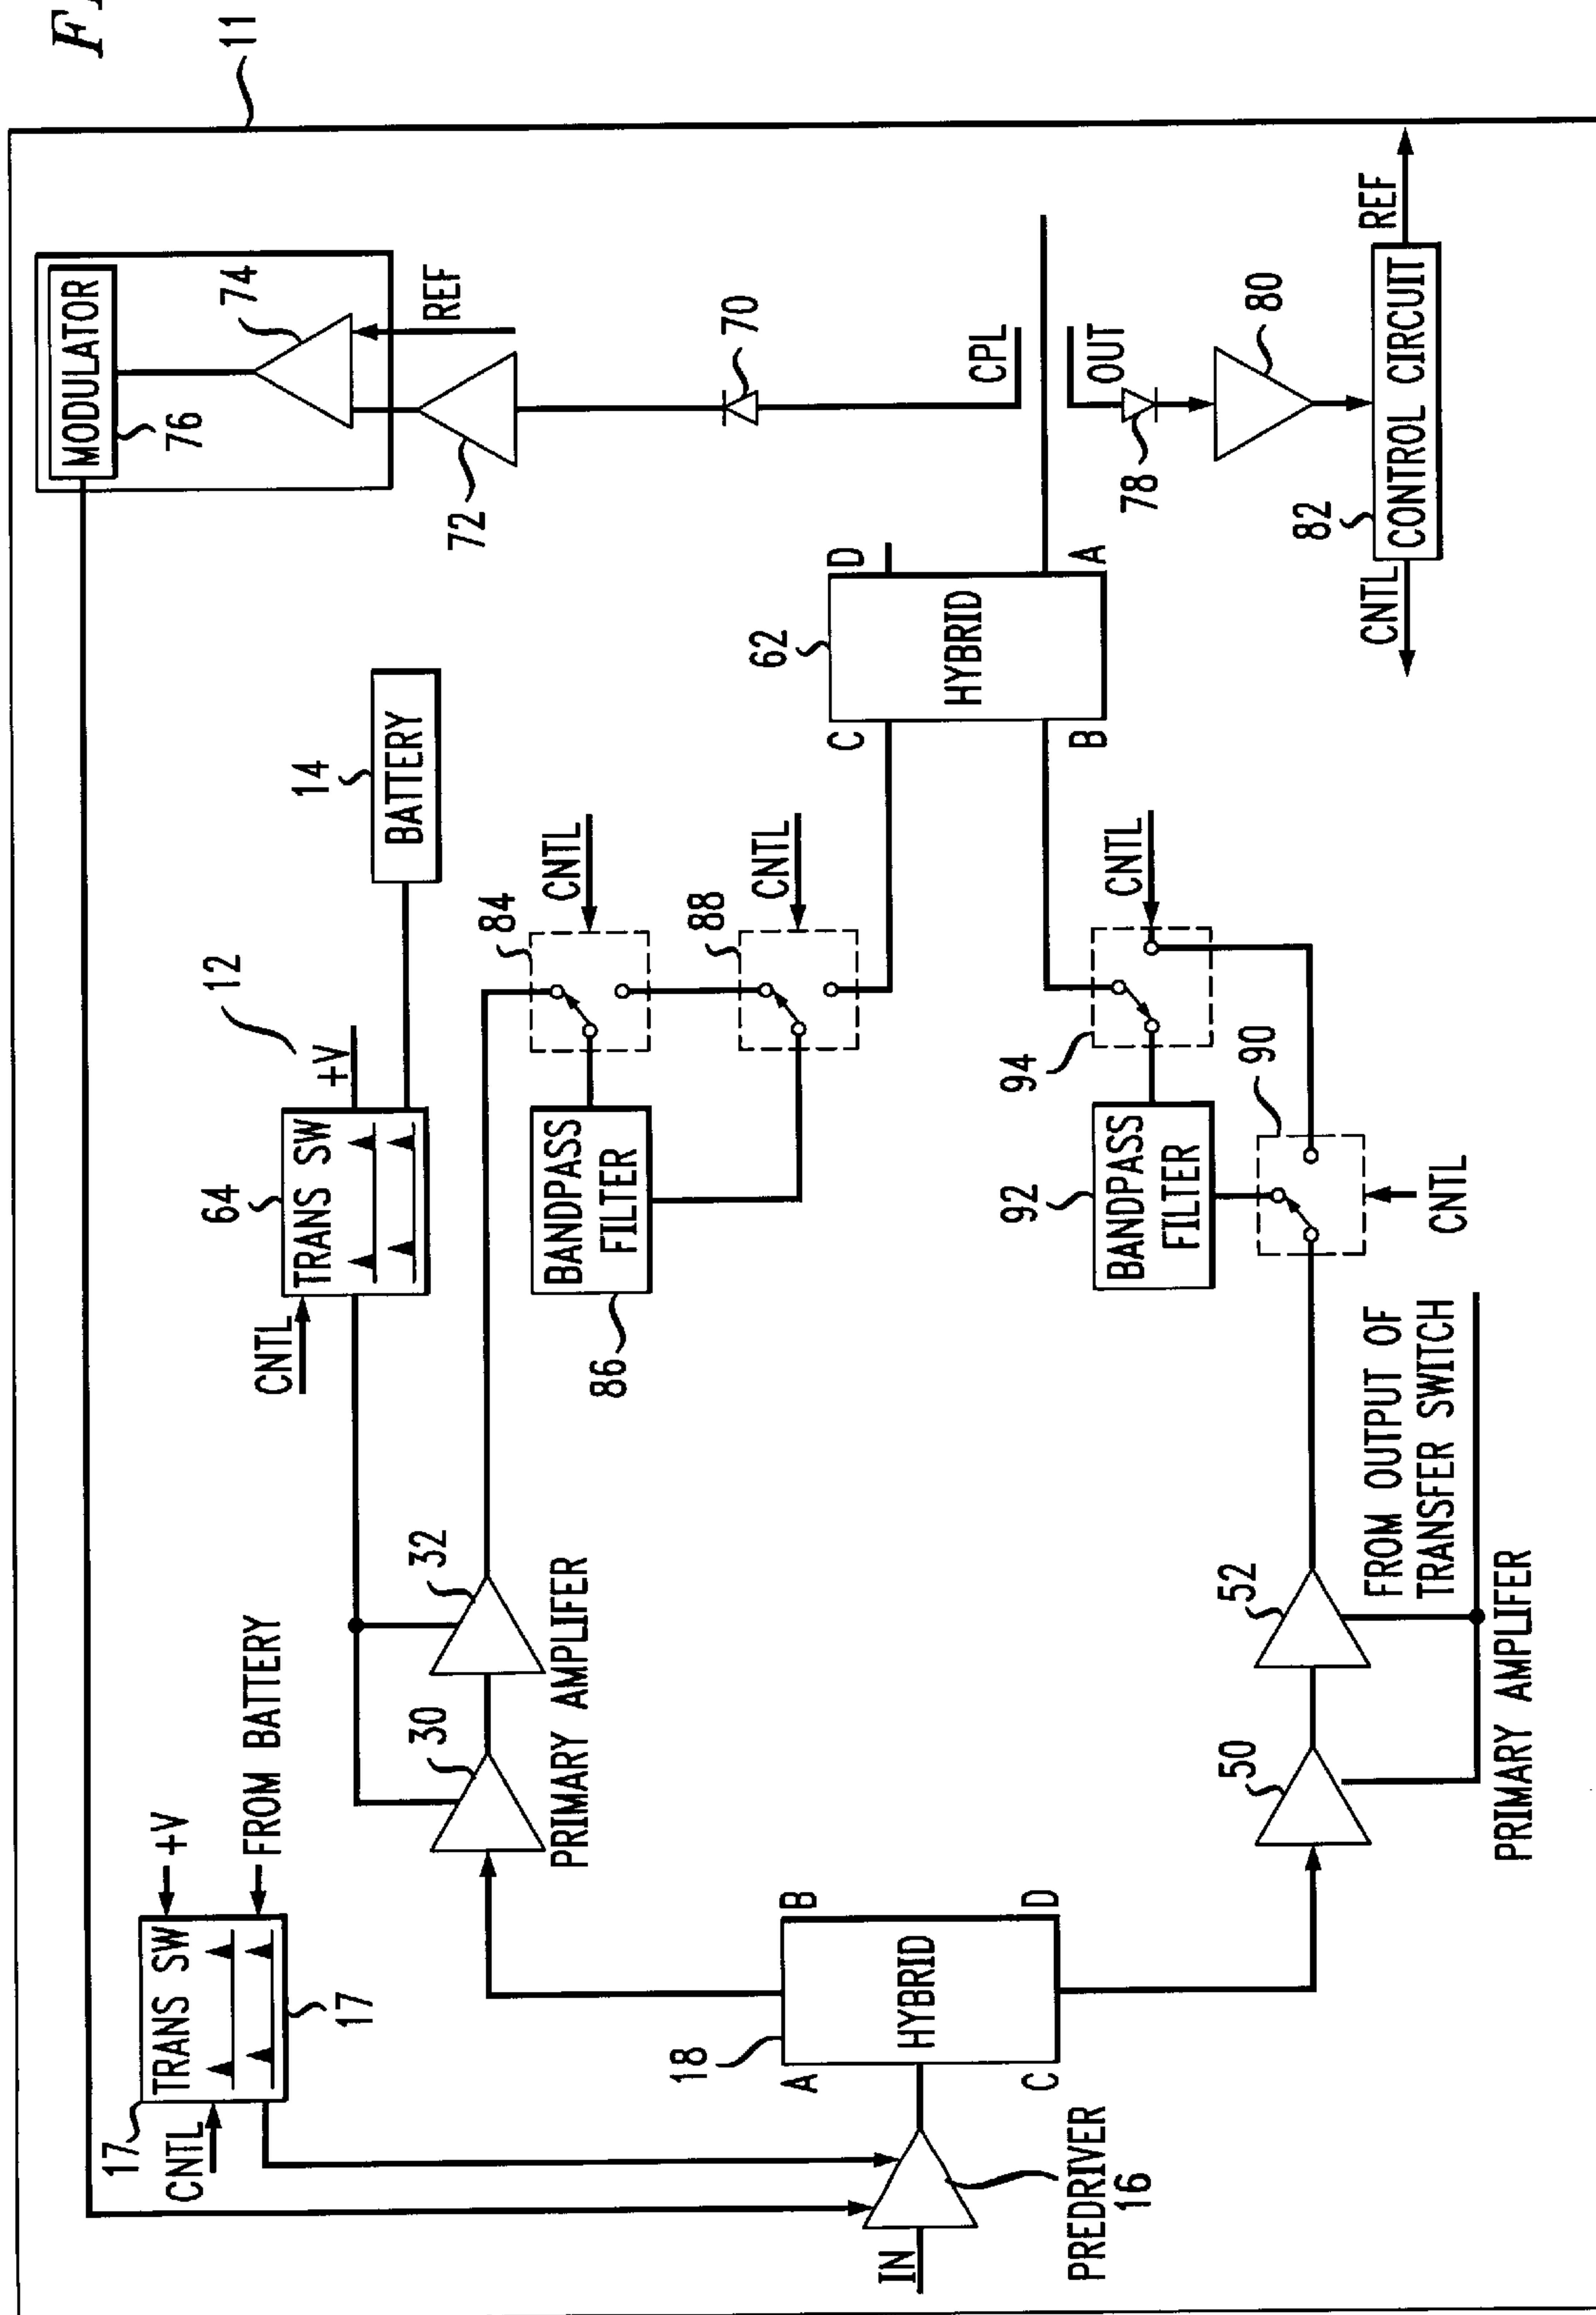 FI
11
MODULATOR
76
74
REF
72
70
CPL
OUT
78
80
82
CONTROL CIRCUIT
REF
CNTL
14
BATTERY
12
+V
64
TRANS SW
CNTL
84
CNTL
88
CNTL
BANDPASS
FILTER
86
62
HYBRID
C
D
B
A
94
CNTL
90
CNTL
92
BANDPASS
FILTER
FROM OUTPUT OF
TRANSFER SWITCH
17
TRANS SW
17
CNTL
+V
FROM BATTERY
30
32
PRIMARY AMPLIFER
50
52
PRIMARY AMPLIFER
18
HYBRID
A
B
C
D
IN
PREDRIVER
16